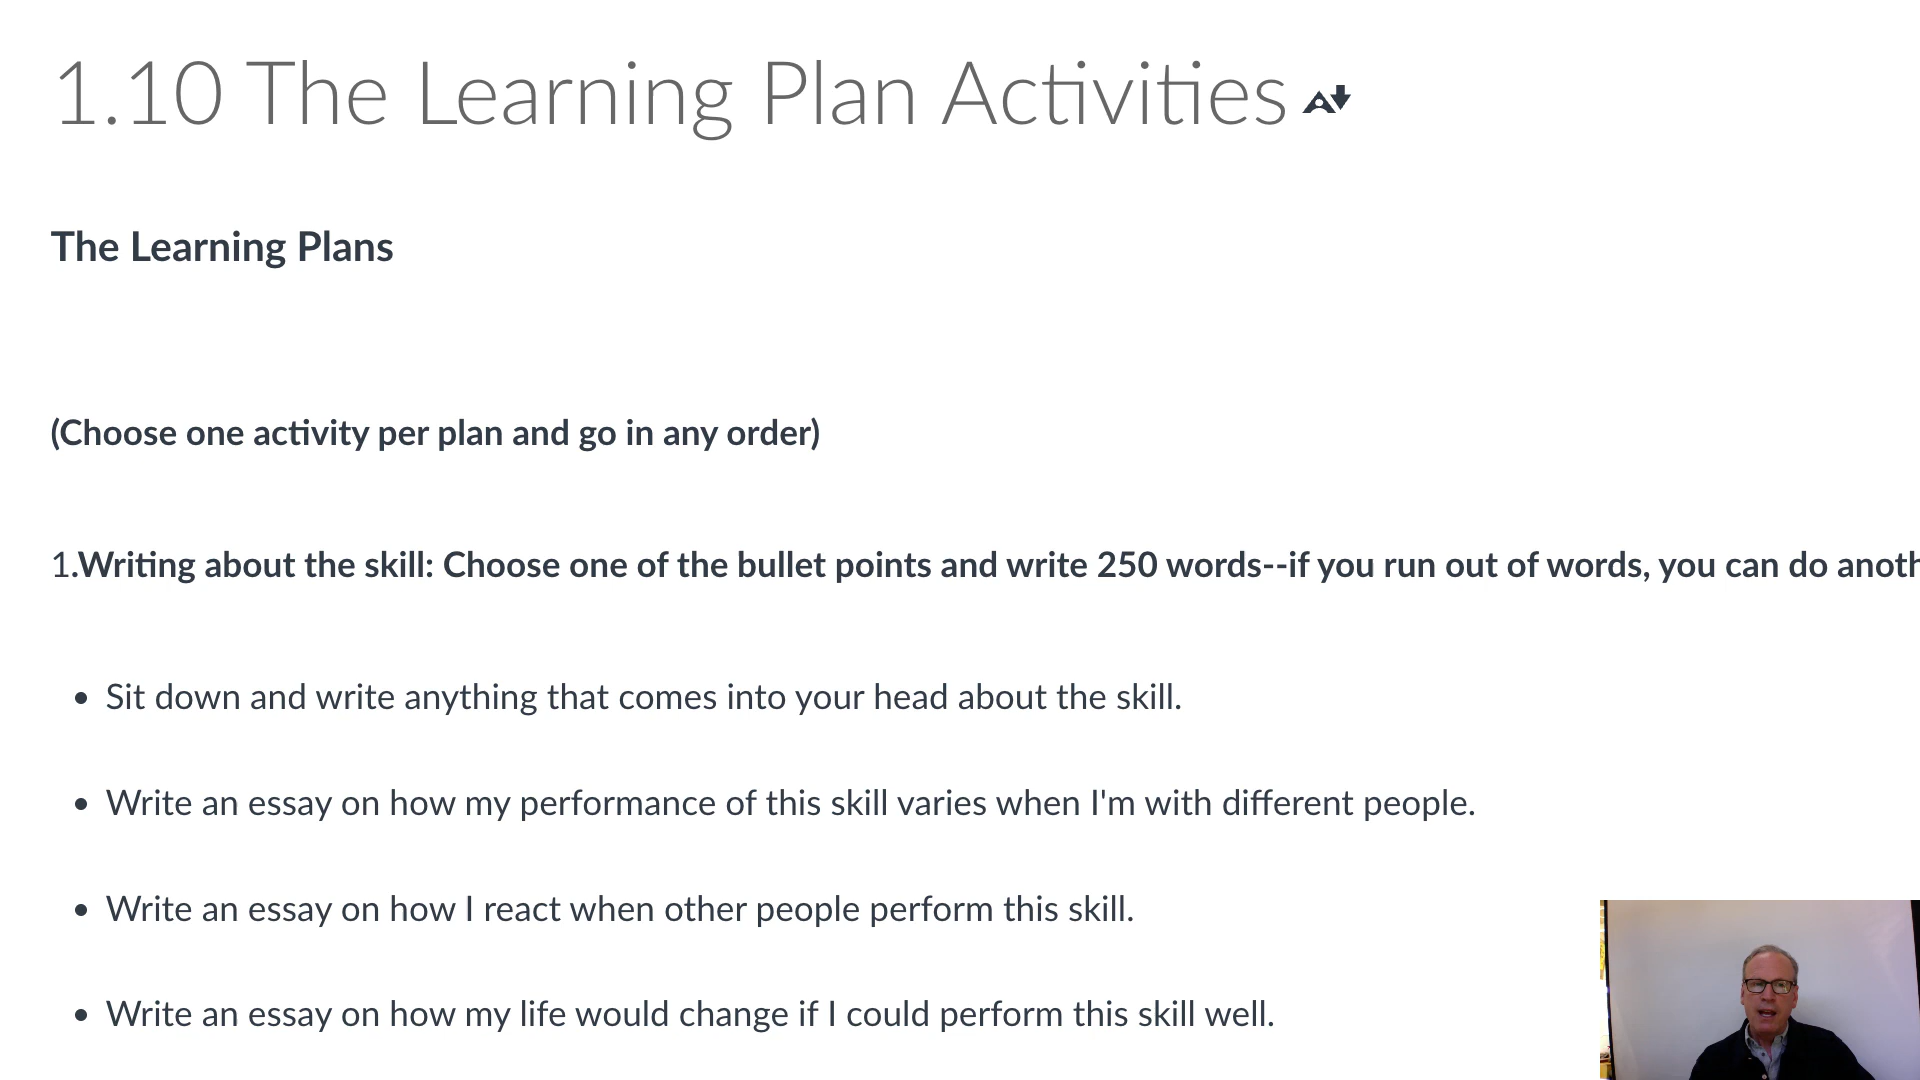 1.10 The Learning Plan Activities
The Learning Plans
(Choose one activity per plan and go in any order)
1.Writing about the skill: Choose one of the bullet points and write 250 words--if you run out of words, you can do anoth
• Sit down and write anything that comes into your head about the skill.
• Write an essay on how my performance of this skill varies when I'm with different people.
• Write an essay on how I react when other people perform this skill.
• Write an essay on how my life would change if I could perform this skill well.